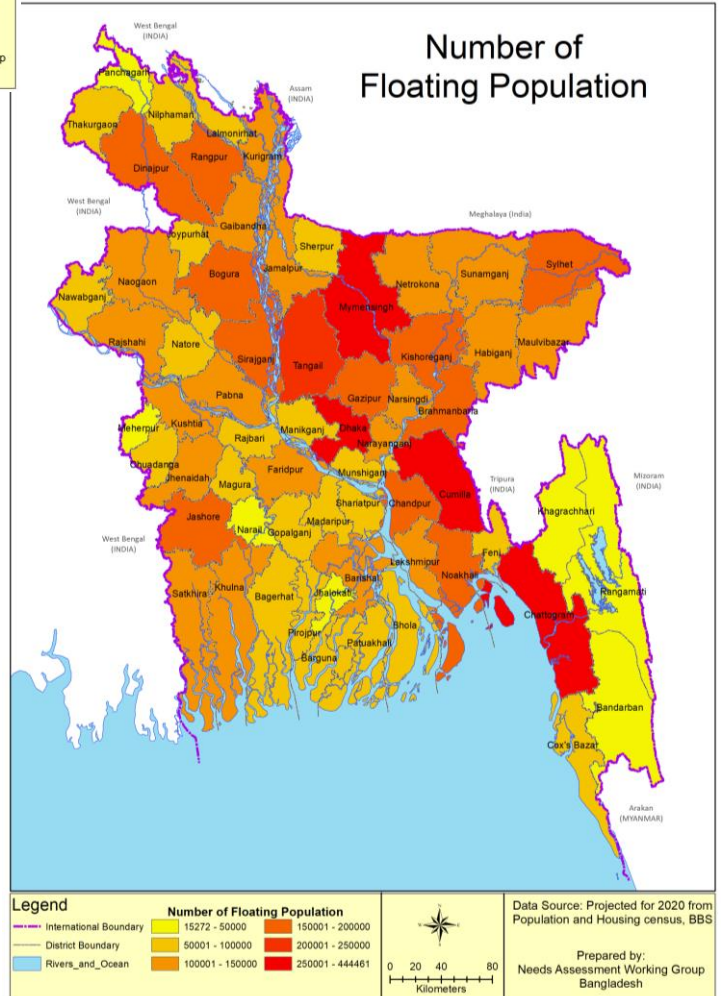 p
Number of
Floating Population
West Bengal
(INDIA)
Assam
(INDIA)
Panchagarh
Thakurgaon
Nilphamari
Lalmonirhat
Dinajpur
Rangpur
Kurigram
West Bengal
(INDIA)
Meghalaya (India)
Gaibandha
Joypurhat
Sherpur
Jamalpur
Naogaon
Bogura
Mymensingh
Netrokona
Sunamganj
Sylhet
Nawabganj
Rajshahi
Natore
Sirajganj
Tangail
Kishoreganj
Habiganj
Maulvibazar
Pabna
Gazipur
Narsingdi
Brahmanbaria
Meherpur
Kushtia
Rajbari
Manikganj
Dhaka
Narayanganj
Chuadanga
Jhenaidah
Magura
Faridpur
Munshiganj
Cumilla
Tripura
(INDIA)
Mizoram
(INDIA)
Khagrachhari
West Bengal
(INDIA)
Jashore
Narail
Gopalganj
Madaripur
Shariatpur
Chandpur
Feni
Satkhira
Khulna
Bagerhat
Barishal
Jhalokati
Lakshmipur
Noakhali
Rangamati
Chattogram
Pirojpur
Barguna
Patuakhali
Bhola
Bandarban
Cox's Bazar
Arakan
(MYANMAR)
Legend
International Boundary
District Boundary
Rivers_and_Ocean
Number of Floating Population
15272 - 50000
50001 - 100000
100001 - 150000
150001 - 200000
200001 - 250000
250001 - 444461
0 20 40 80
Kilometers
Data Source: Projected for 2020 from
Population and Housing census, BBS
Prepared by:
Needs Assessment Working Group
Bangladesh